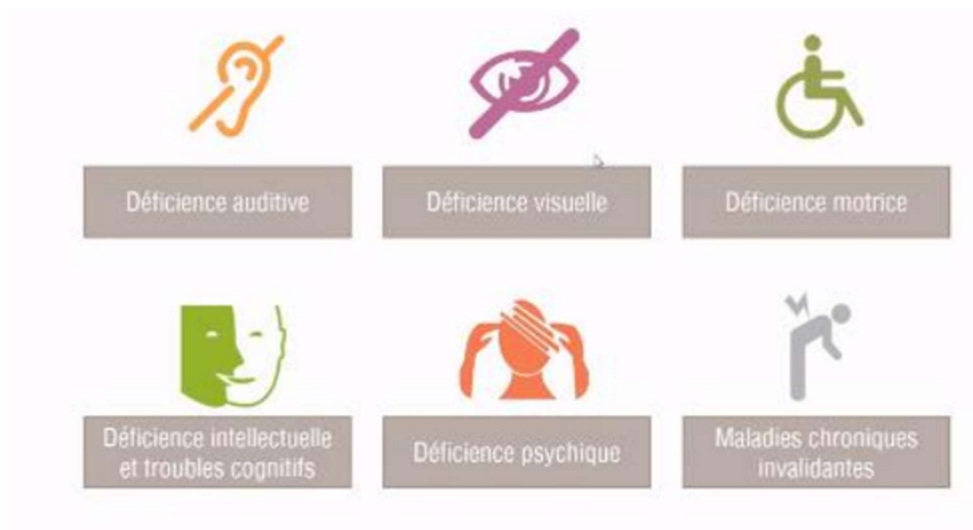 Déficience auditive
Déficience visuelle
Déficience motrice
Déficience intellectuelle
et troubles cognitifs
Déficience psychique
Maladies chroniques
invalidantes